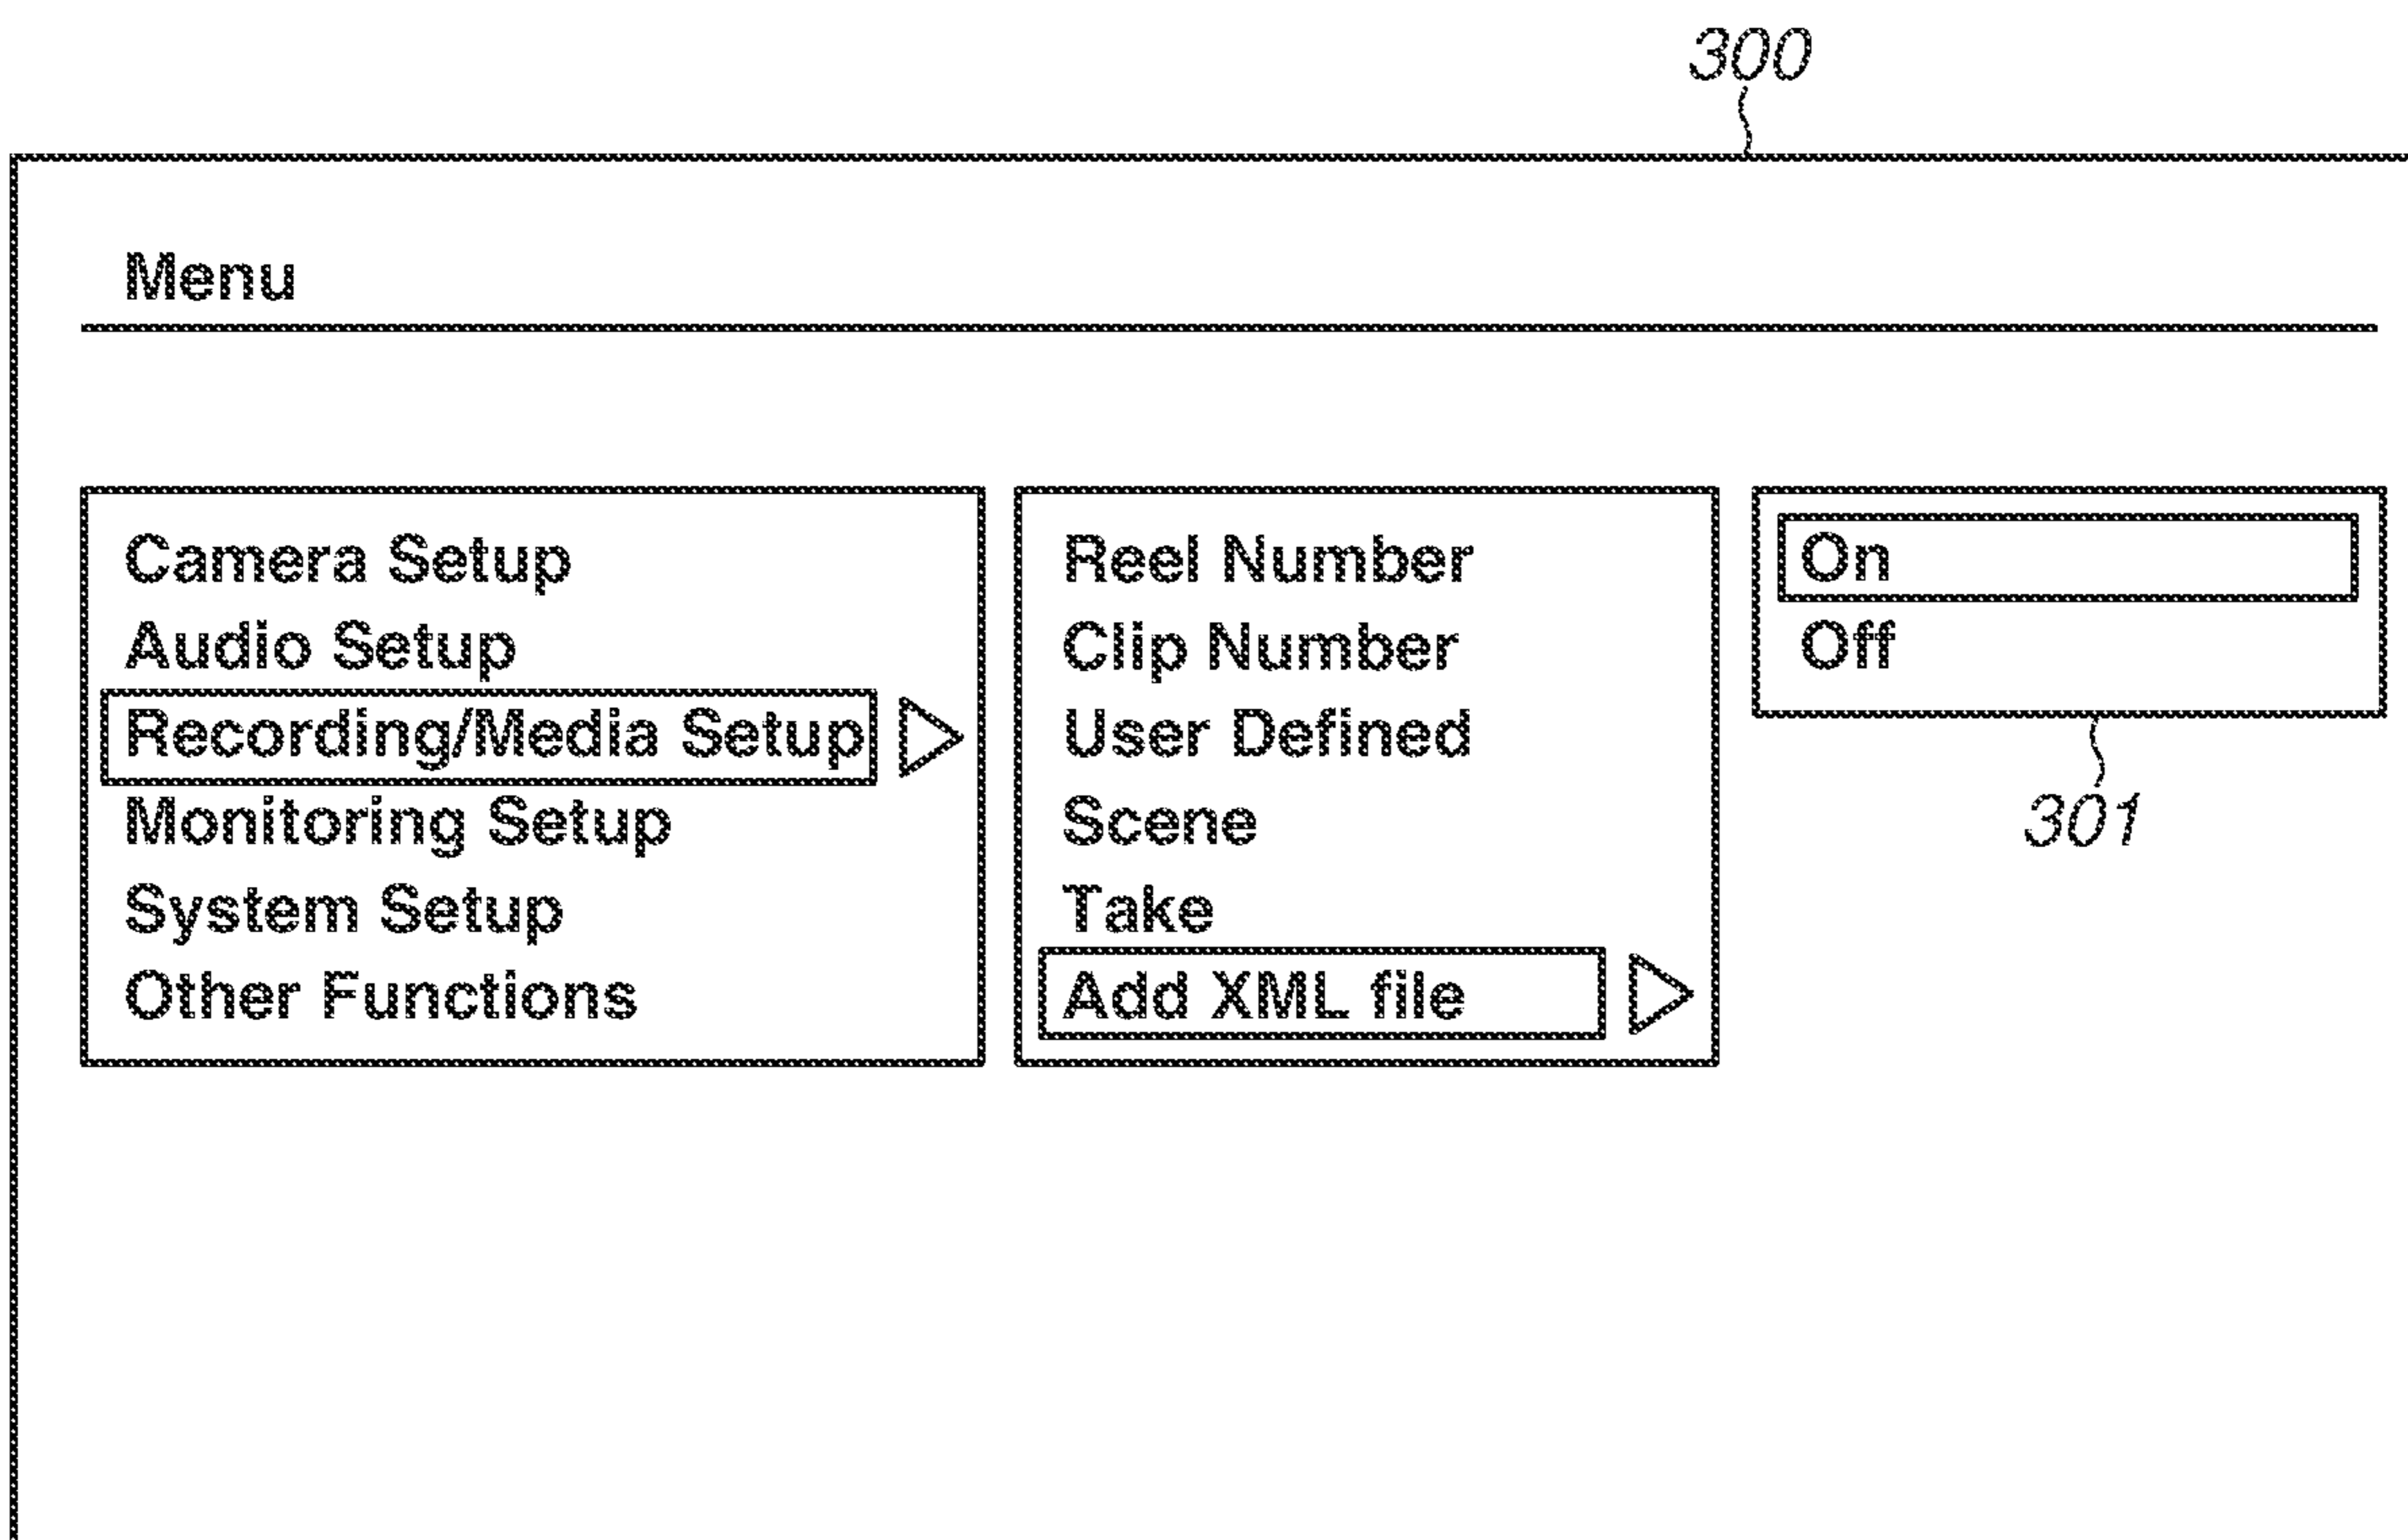 300
Menu
Camera Setup
Audio Setup
Recording/Media Setup
Monitoring Setup
System Setup
Other Functions
Reel Number
Clip Number
User Defined
Scene
Take
Add XML file
On
Off
301